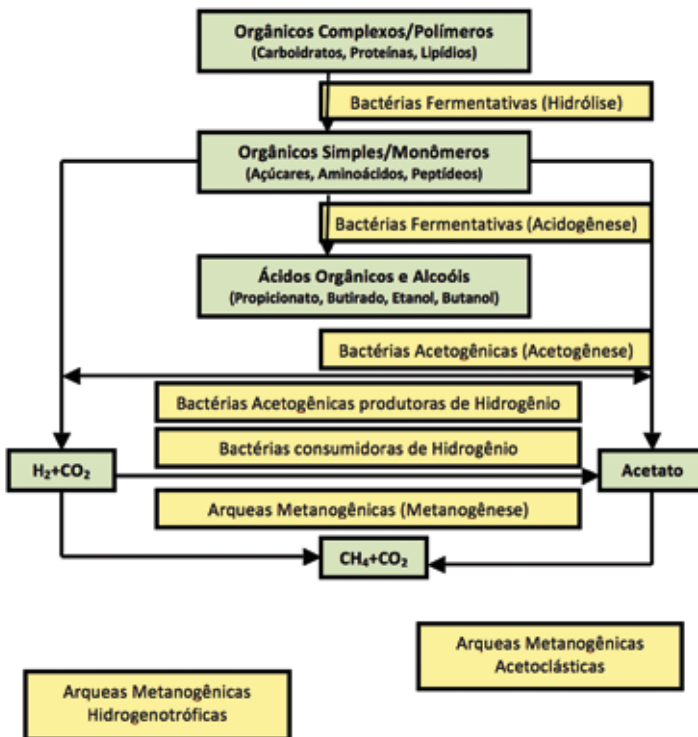 Orgânicos Complexos/Polímeros
(Carboidratos, Proteínas, Lipídios)
Bactérias Fermentativas (Hidrólise)
Orgânicos Simples/Monômeros
(Açúcares, Aminoácidos, Peptídeos)
Bactérias Fermentativas (Acidogênese)
Ácidos Orgânicos e Alcoóis
(Propicionato, Butirado, Etanol, Butanol)
Bactérias Acetogênicas (Acetogênese)
Bactérias Acetogênicas produtoras de Hidrogênio
Bactérias consumidoras de Hidrogênio
H₂+CO₂
Acetato
Arqueas Metanogênicas (Metanogênese)
CH₄+CO₂
Arqueas Metanogênicas
Acetoclásticas
Arqueas Metanogênicas
Hidrogenotróficas